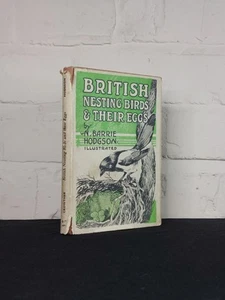 BRITISH
NESTING BIRDS
& THEIR EGGS
by
N. BARRIE
HODGSON
ILLUSTRATED